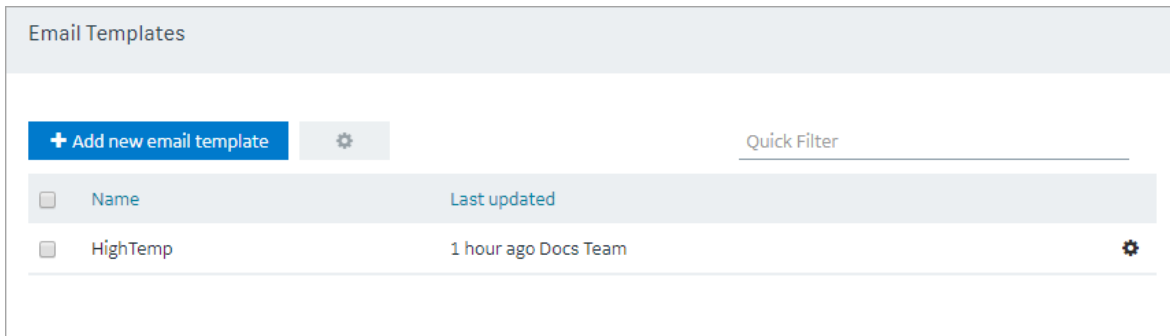 Email Templates
Add new email template
Quick Filter
Name Last updated
HighTemp 1 hour ago Docs Team